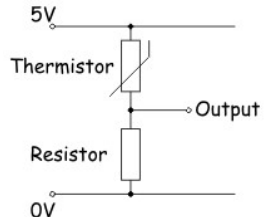 5V
Thermistor
Output
Resistor
0V